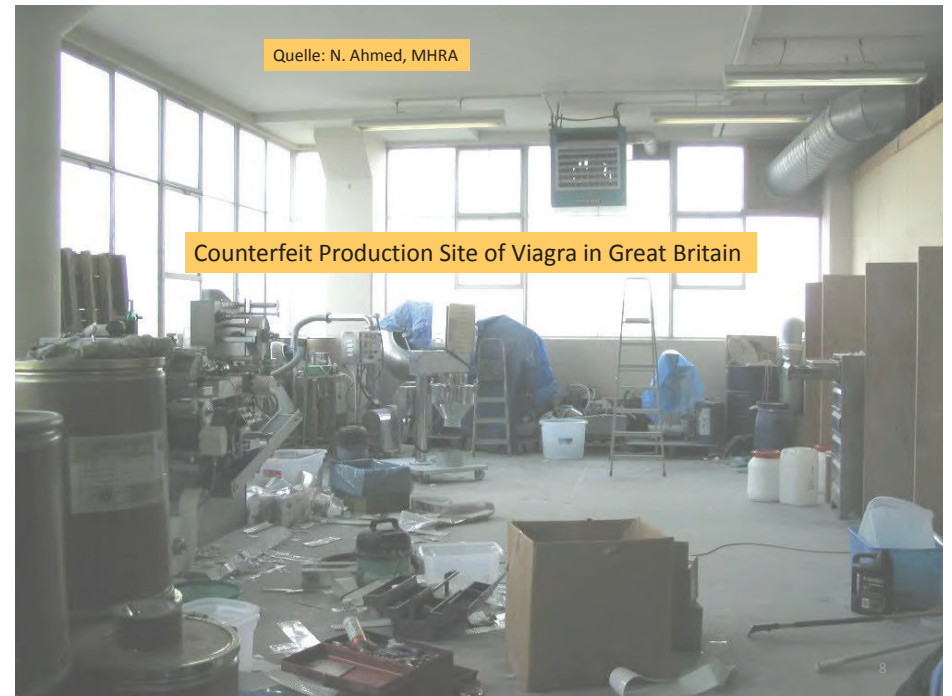 Quelle: N. Ahmed, MHRA
Counterfeit Production Site of Viagra in Great Britain
8